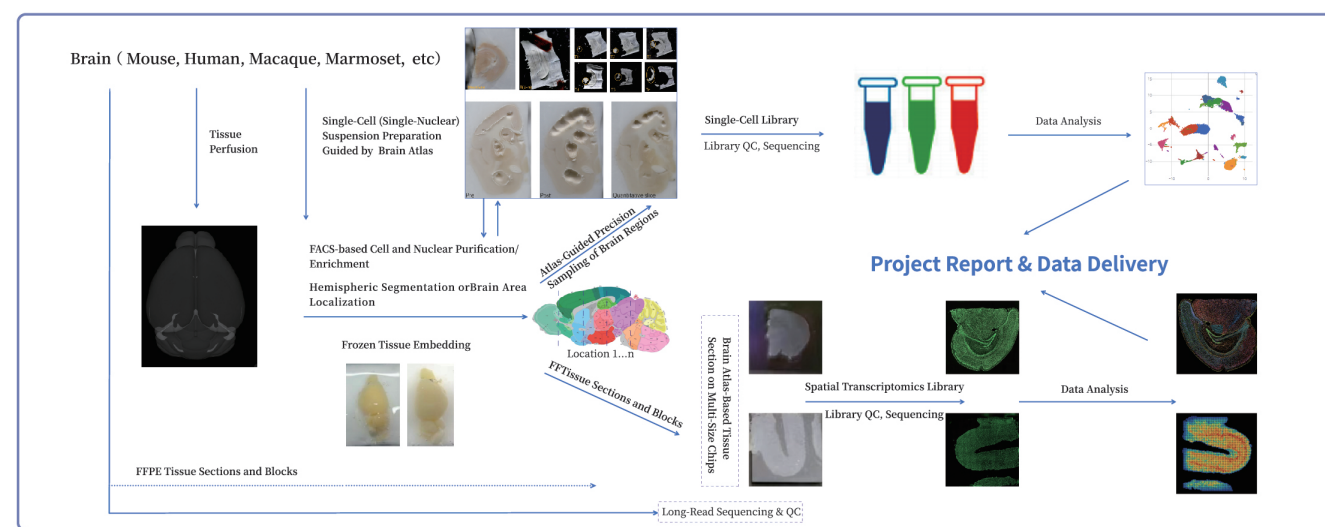 Brain ( Mouse, Human, Macaque, Marmoset, etc)
Tissue
Perfusion
Single-Cell (Single-Nuclear)
Suspension Preparation
Guided by Brain Atlas
Pre
Post
Quantitative slice
Single-Cell Library
Library QC, Sequencing
Data Analysis
FACS-based Cell and Nuclear Purification/
Enrichment
Hemispheric Segmentation orBrain Area
Localization
Atlas-Guided Precision
Sampling of Brain Regions
Project Report & Data Delivery
Location 1...n
Frozen Tissue Embedding
FFTissue Sections and Blocks
Brain Atlas-Based Tissue
Section on Multi-Size Chips
Spatial Transcriptomics Library
Library QC, Sequencing
Data Analysis
FFPE Tissue Sections and Blocks
Long-Read Sequencing & QC